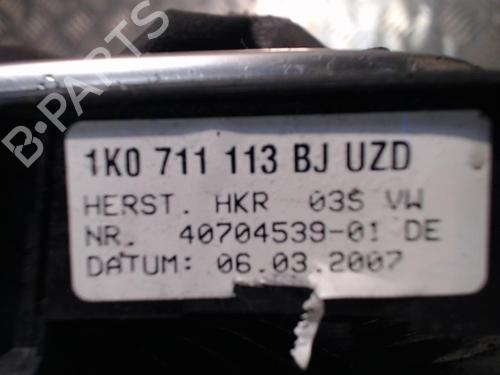 B-PARTS
1K0 711 113 BJ UZD
HERST. HKR 03S VW
NR. 40704539-01 DE
DATUM: 06.03.2007